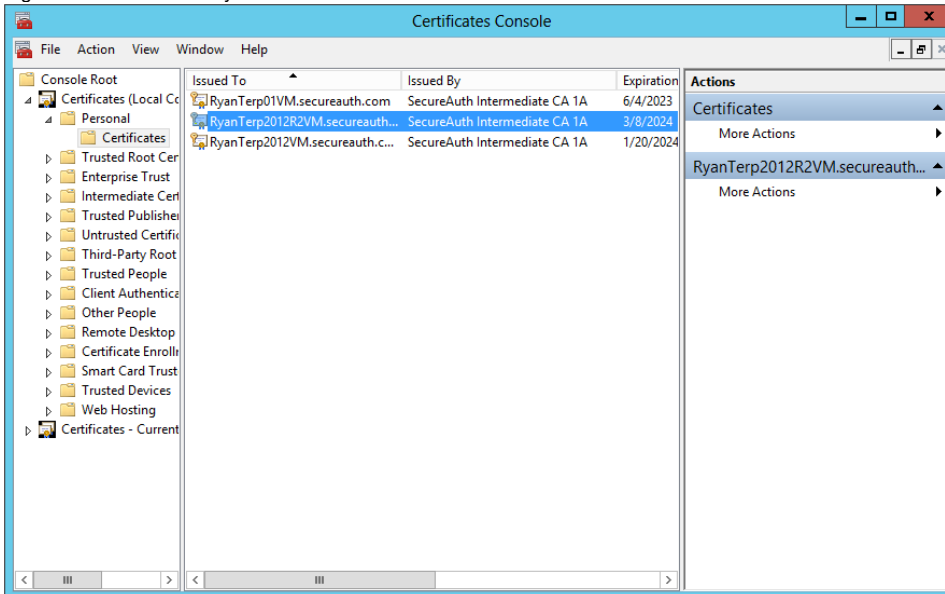 Certificates Console
File Action View Window Help
Console Root
Certificates (Local Co
Personal
Certificates
Trusted Root Cer
Enterprise Trust
Intermediate Cert
Trusted Publisher
Untrusted Certific
Third-Party Root
Trusted People
Client Authentica
Other People
Remote Desktop
Certificate Enrollr
Smart Card Trust
Trusted Devices
Web Hosting
Certificates - Current
Issued To Issued By Expiration
RyanTerp01VM.secureauth.com SecureAuth Intermediate CA 1A 6/4/2023
RyanTerp2012R2VM.secureauth... SecureAuth Intermediate CA 1A 3/8/2024
RyanTerp2012VM.secureauth.c... SecureAuth Intermediate CA 1A 1/20/2024
Actions
Certificates
More Actions
RyanTerp2012R2VM.secureauth...
More Actions